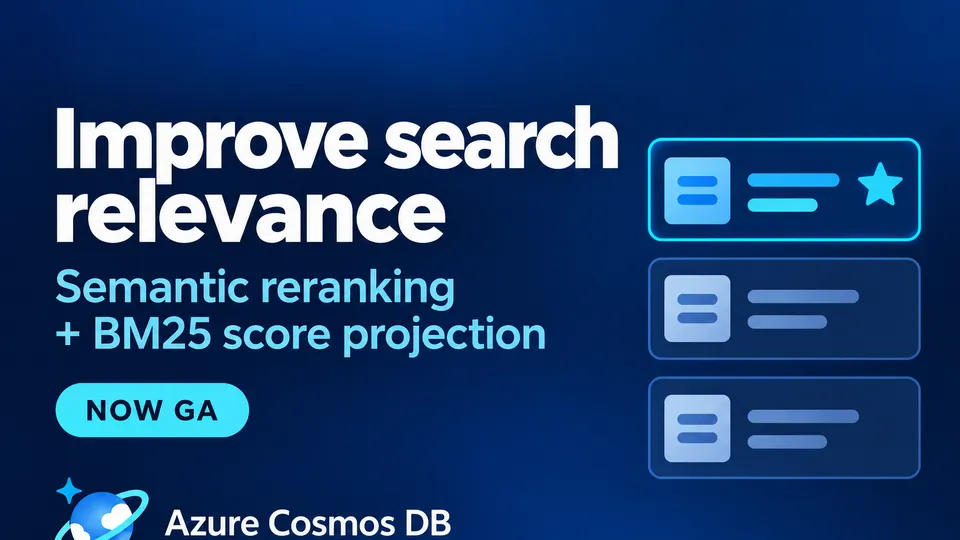 Improve search
relevance
Semantic reranking
+ BM25 score projection
NOW GA
Azure Cosmos DB